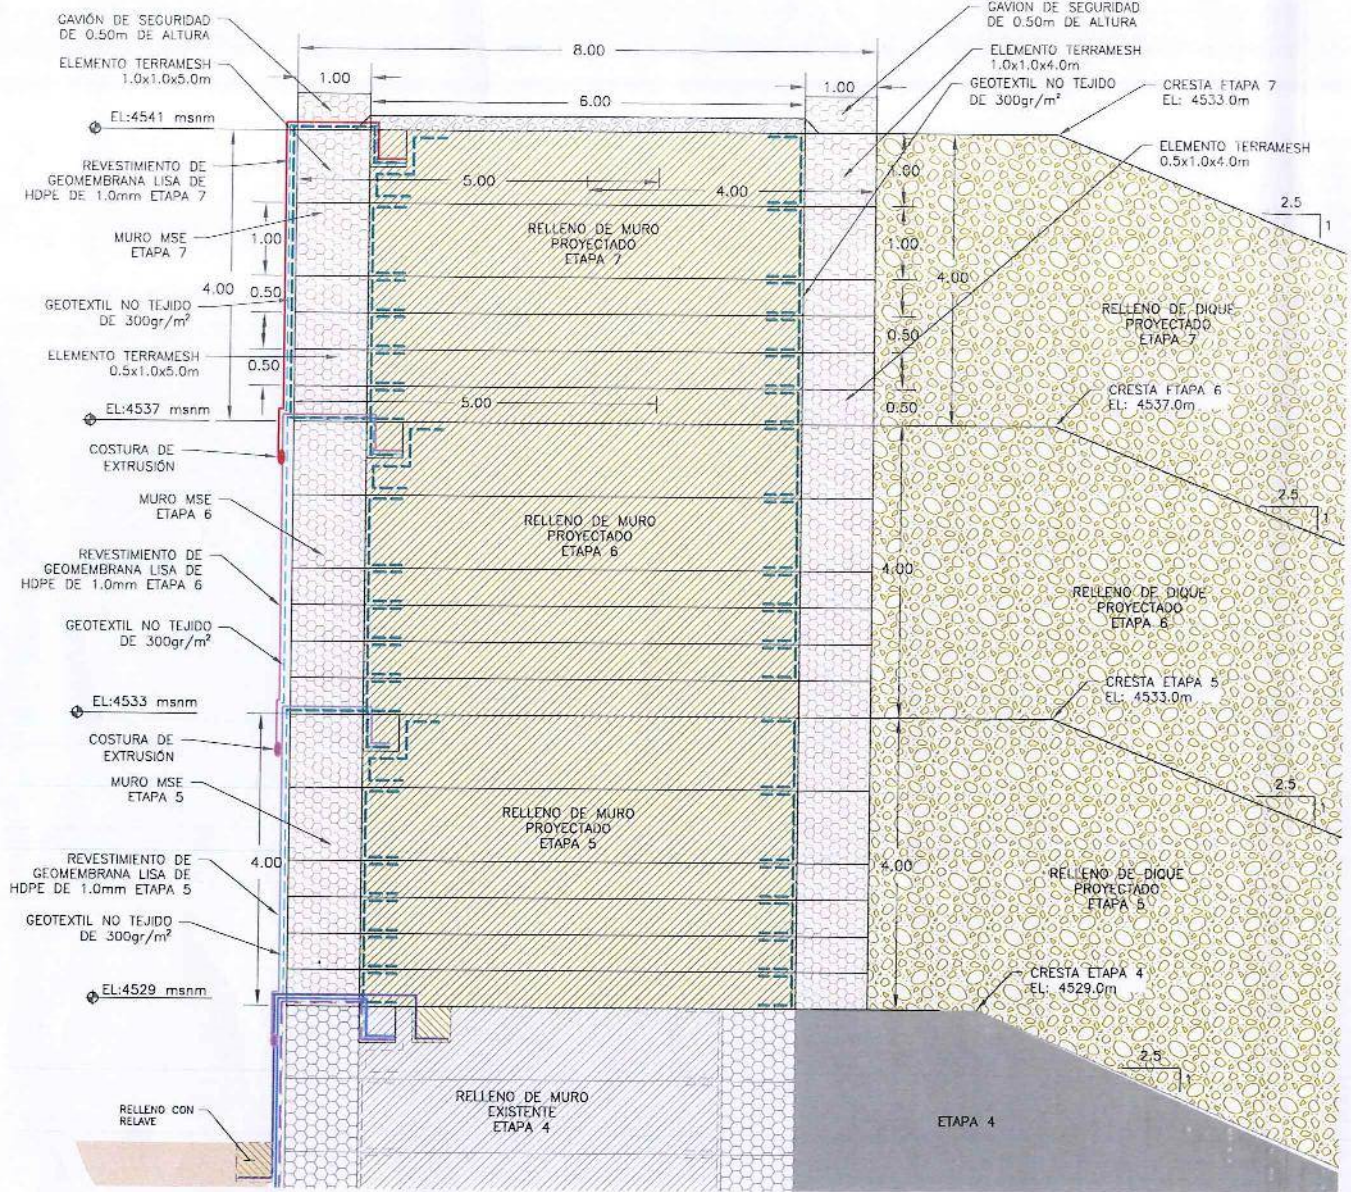 GAVIÓN DE SEGURIDAD
DE 0.50m DE ALTURA
ELEMENTO TERRAMESH
1.0x1.0x5.0m
8.00
1.00
6.00
1.00
GAVION DE SEGURIDAD
DE 0.50m DE ALTURA
ELEMENTO TERRAMESH
1.0x1.0x4.0m
GEOTEXTIL NO TEJIDO
DE 300gr/m²
CRESTA ETAPA 7
EL: 4533.0m
ELEMENTO TERRAMESH
0.5x1.0x4.0m
EL:4541 msnm
REVESTIMIENTO DE
GEOMEMBRANA LISA DE
HDPE DE 1.0mm ETAPA 7
MURO MSE
ETAPA 7
GEOTEXTIL NO TEJIDO
DE 300gr/m²
ELEMENTO TERRAMESH
0.5x1.0x5.0m
EL:4537 msnm
4.00
1.00
0.50
0.50
5.00
4.00
RELLENO DE MURO
PROYECTADO
ETAPA 7
5.00
1.00
1.00
0.50
0.50
4.00
2.5
1
RELLENO DE DIQUE
PROYECTADO
ETAPA 7
CRESTA ETAPA 6
EL: 4537.0m
COSTURA DE
EXTRUSIÓN
MURO MSE
ETAPA 6
REVESTIMIENTO DE
GEOMEMBRANA LISA DE
HDPE DE 1.0mm ETAPA 6
GEOTEXTIL NO TEJIDO
DE 300gr/m²
EL:4533 msnm
RELLENO DE MURO
PROYECTADO
ETAPA 6
4.00
2.5
1
RELLENO DE DIQUE
PROYECTADO
ETAPA 6
CRESTA ETAPA 5
EL: 4533.0m
COSTURA DE
EXTRUSIÓN
MURO MSE
ETAPA 5
REVESTIMIENTO DE
GEOMEMBRANA LISA DE
HDPE DE 1.0mm ETAPA 5
GEOTEXTIL NO TEJIDO
DE 300gr/m²
EL:4529 msnm
4.00
RELLENO DE MURO
PROYECTADO
ETAPA 5
4.00
2.5
1
RELLENO DE DIQUE
PROYECTADO
ETAPA 5
CRESTA ETAPA 4
EL: 4529.0m
2.5
1
RELLENO CON
RELAVE
RELLENO DE MURO
EXISTENTE
ETAPA 4
ETAPA 4